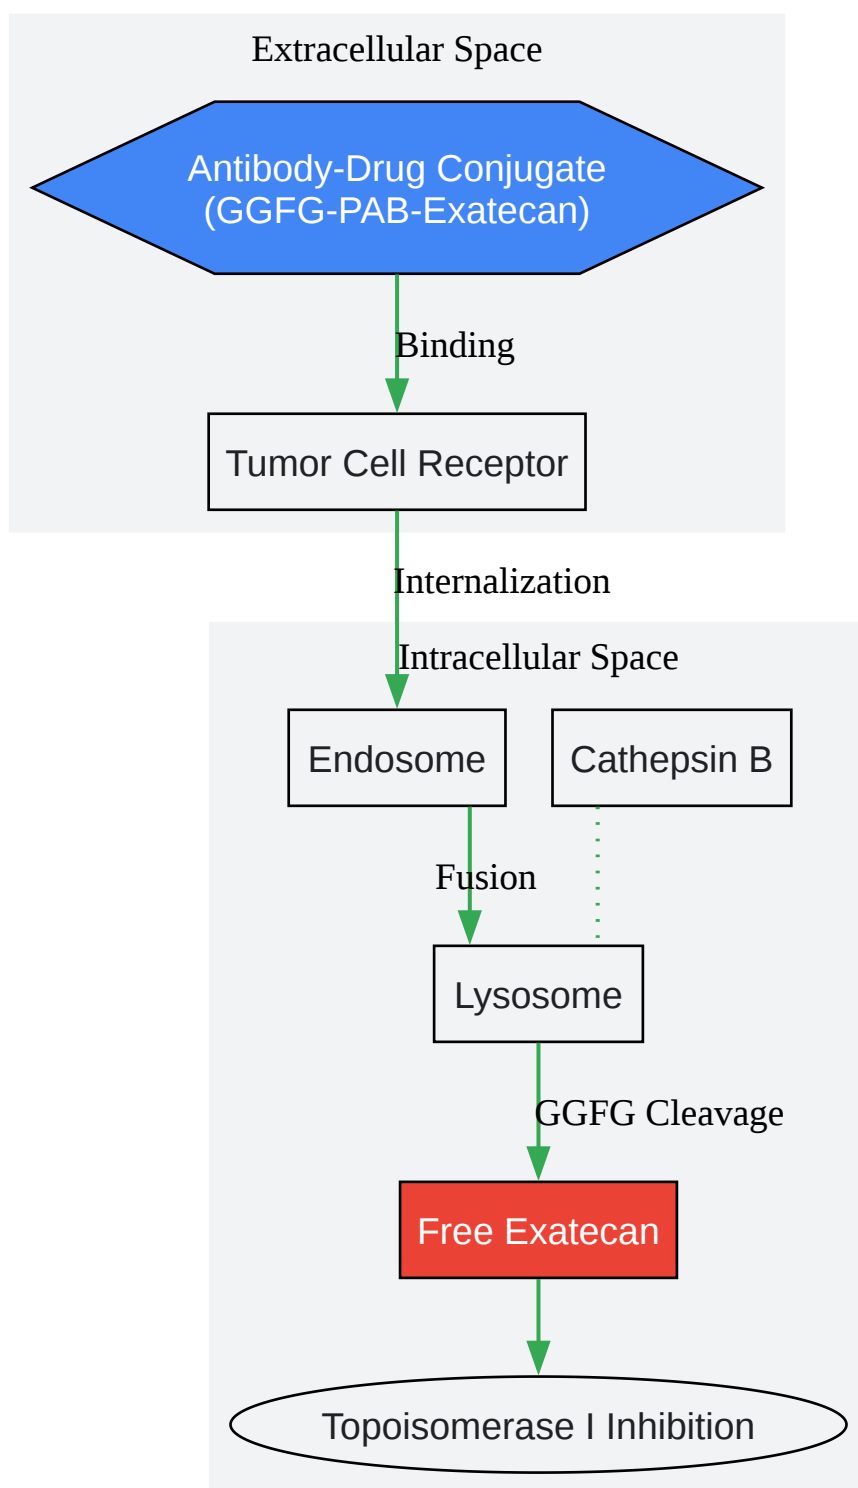 Extracellular Space
Antibody-Drug Conjugate
(GGFG-PAB-Exatecan)
Binding
Tumor Cell Receptor
Internalization
Intracellular Space
Endosome
Cathepsin B
Fusion
Lysosome
GGFG Cleavage
Free Exatecan
Topoisomerase I Inhibition